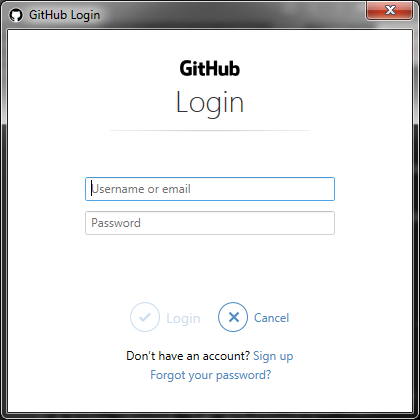 GitHub Login
GitHub
Login
Username or email
Password
Login Cancel
Don't have an account? Sign up
Forgot your password?